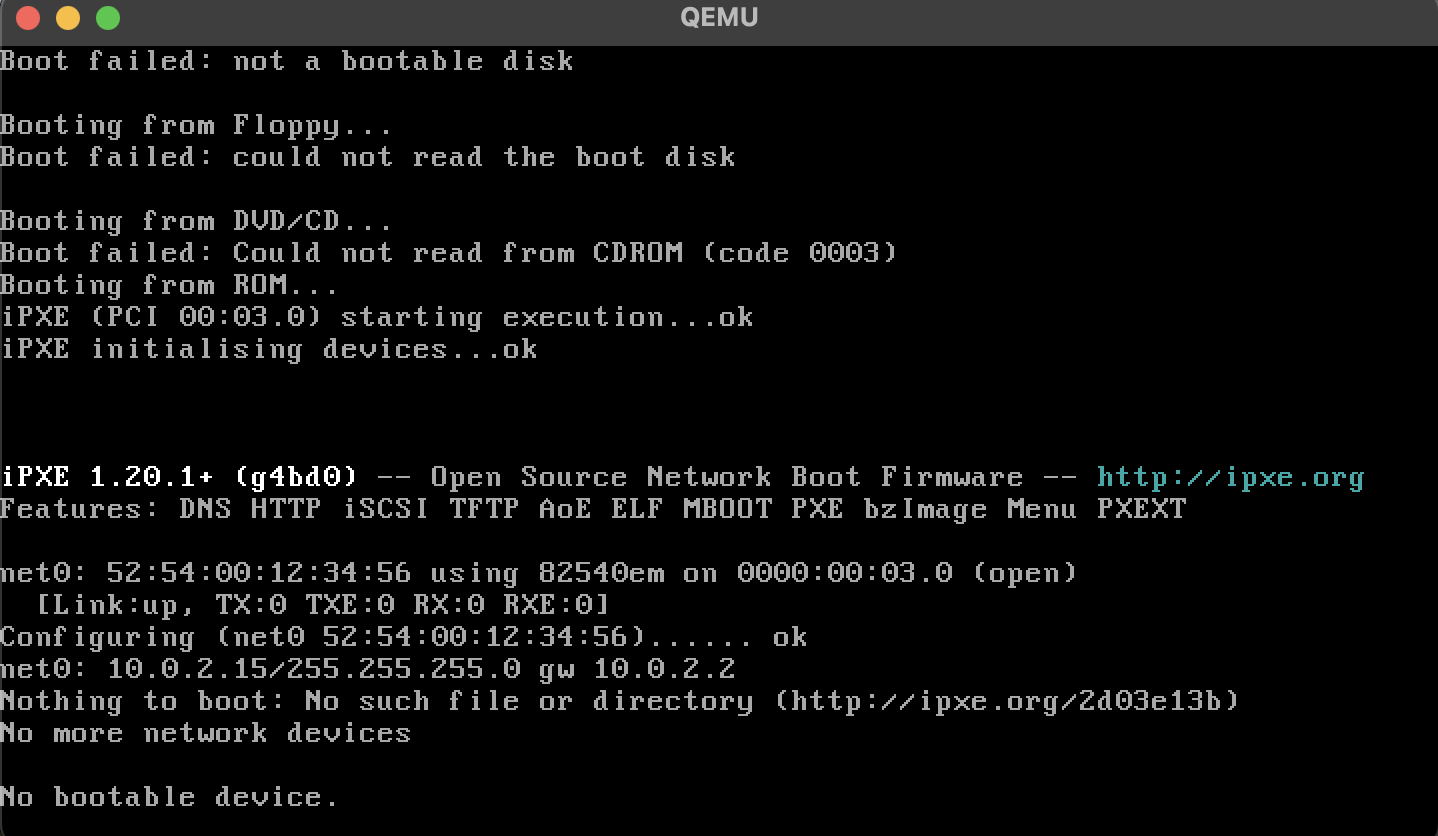 QEMU
Boot failed: not a bootable disk
Booting from Floppy...
Boot failed: could not read the boot disk
Booting from DVD/CD...
Boot failed: Could not read from CDROM (code 0003)
Booting from ROM...
iPXE (PCI 00:03.0) starting execution...ok
iPXE initialising devices...ok
iPXE 1.20.1+ (g4bd0) -- Open Source Network Boot Firmware -- http://ipxe.org
Features: DNS HTTP iSCSI TFTP AoE ELF MBOOT PXE bzImage Menu PXEXT
net0: 52:54:00:12:34:56 using 82540em on 0000:00:03.0 (open)
[Link:up, TX:0 TXE:0 RX:0 RXE:0]
Configuring (net0 52:54:00:12:34:56)...... ok
net0: 10.0.2.15/255.255.255.0 gw 10.0.2.2
Nothing to boot: No such file or directory (http://ipxe.org/2d03e13b)
No more network devices
No bootable device.